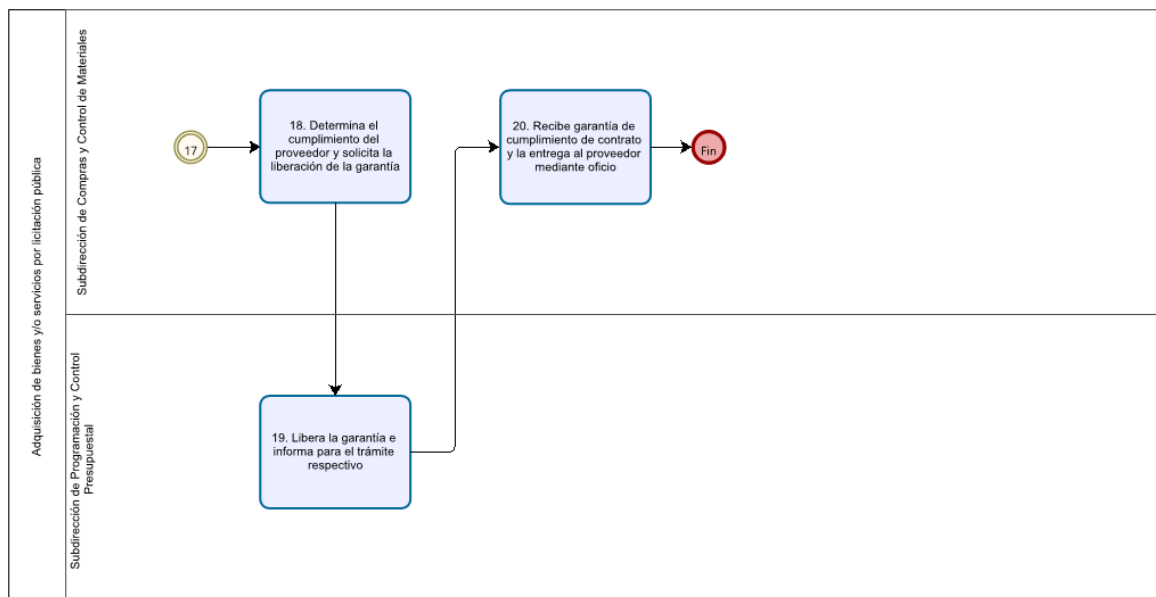 Adquisición de bienes y/o servicios por licitación pública
Subdirección de Compras y Control de Materiales
17
18. Determina el
cumplimiento del
proveedor y solicita la
liberación de la garantía
20. Recibe garantía de
cumplimiento de contrato
y la entrega al proveedor
mediante oficio
Fin
Subdirección de Programación y Control
Presupuestal
19. Libera la garantía e
informa para el trámite
respectivo